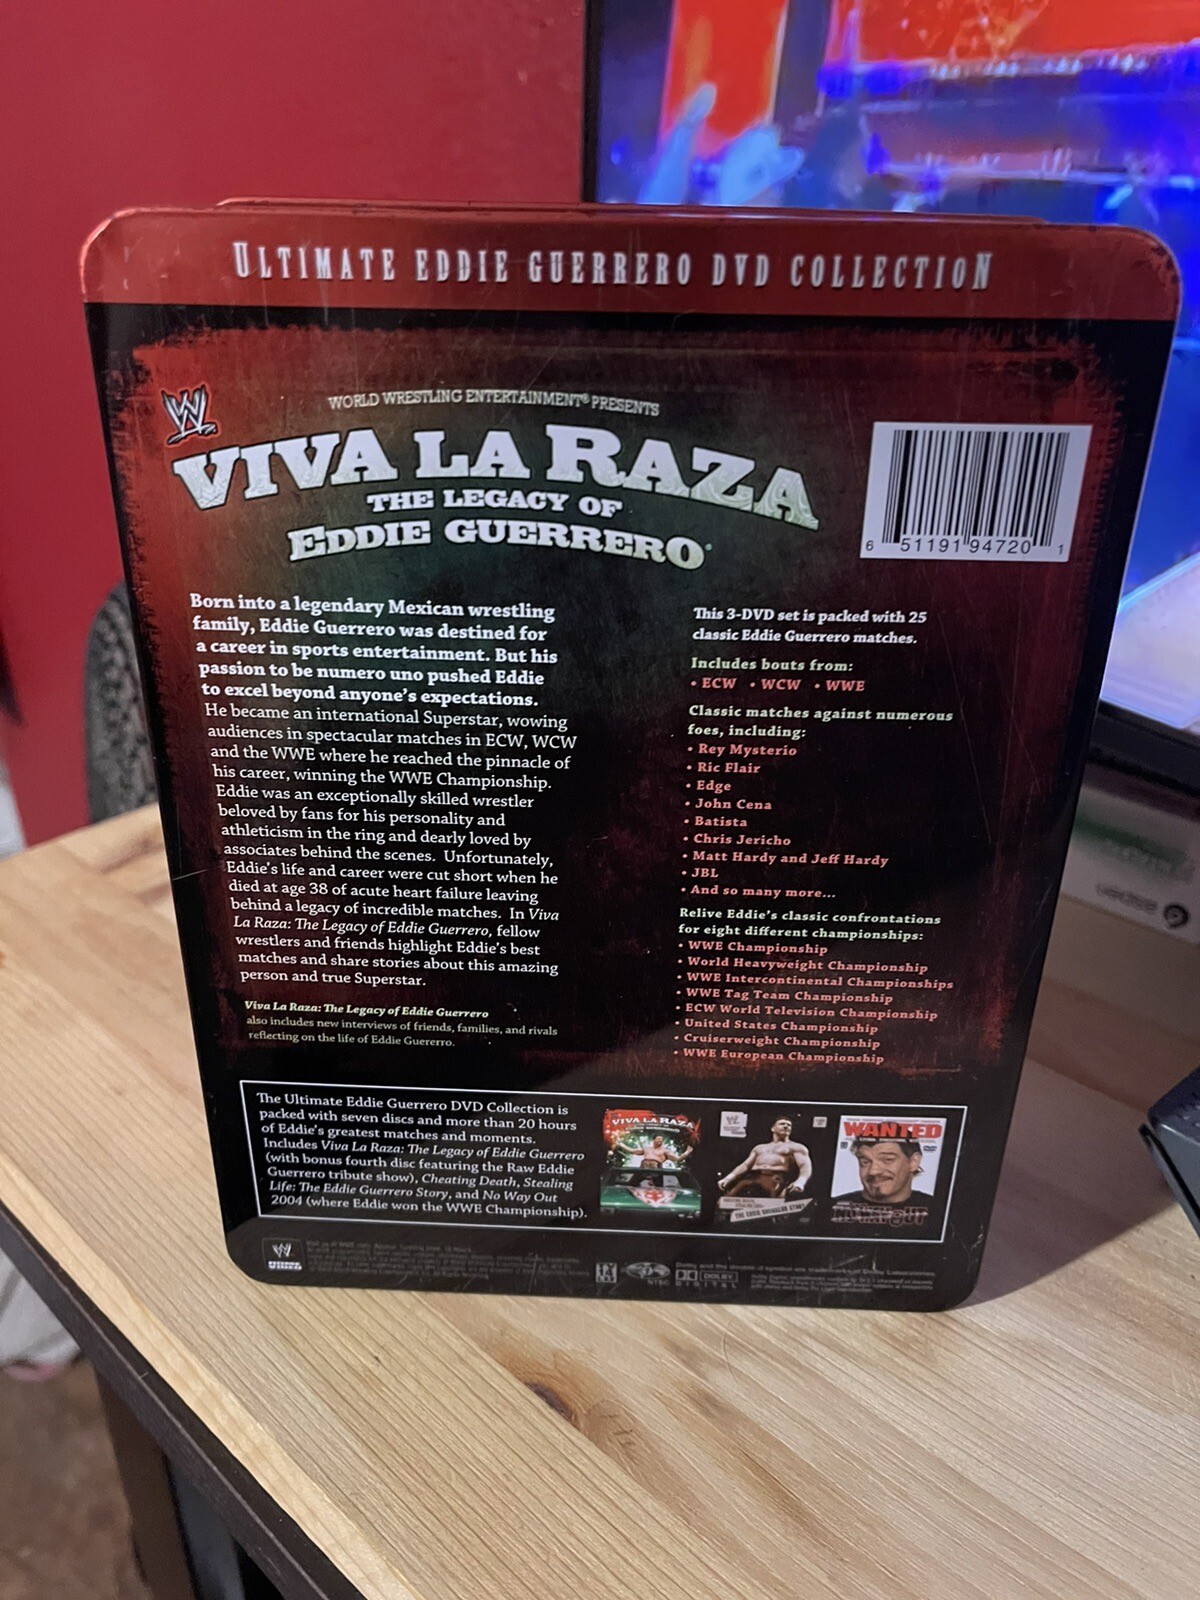 ULTIMATE EDDIE GUERRERO DVD COLLECTION
WORLD WRESTLING ENTERTAINMENT® PRESENTS
VIVA LA RAZA
THE LEGACY OF
EDDIE GUERRERO
6 51191 94720 1
Born into a legendary Mexican wrestling
family, Eddie Guerrero was destined for
a career in sports entertainment. But his
passion to be numero uno pushed Eddie
to excel beyond anyone's expectations.
He became an international Superstar, wowing
audiences in spectacular matches in ECW, WCW
and the WWE where he reached the pinnacle of
his career, winning the WWE Championship.
Eddie was an exceptionally skilled wrestler
beloved by fans for his personality and
athleticism in the ring and dearly loved by
associates behind the scenes. Unfortunately,
Eddie's life and career were cut short when he
died at age 38 of acute heart failure leaving
behind a legacy of incredible matches. In Viva
La Raza: The Legacy of Eddie Guerrero, fellow
wrestlers and friends highlight Eddie's best
matches and share stories about this amazing
person and true Superstar.
Viva La Raza: The Legacy of Eddie Guerrero
also includes new interviews of friends, families, and rivals
reflecting on the life of Eddie Guererro.
This 3-DVD set is packed with 25
classic Eddie Guerrero matches.
Includes bouts from:
• ECW • WCW • WWE
Classic matches against numerous
foes, including:
• Rey Mysterio
• Ric Flair
• Edge
• John Cena
• Batista
• Chris Jericho
• Matt Hardy and Jeff Hardy
• JBL
• And so many more...
Relive Eddie's classic confrontations
for eight different championships:
• WWE Championship
• World Heavyweight Championship
• WWE Intercontinental Championships
• WWE Tag Team Championship
• ECW World Television Championship
• United States Championship
• Cruiserweight Championship
• WWE European Championship
The Ultimate Eddie Guerrero DVD Collection is
packed with seven discs and more than 20 hours
of Eddie's greatest matches and moments.
Includes Viva La Raza: The Legacy of Eddie Guerrero
(with bonus fourth disc featuring the Raw Eddie
Guerrero tribute show), Cheating Death, Stealing
Life: The Eddie Guerrero Story, and No Way Out
2004 (where Eddie won the WWE Championship).
VIVA LA RAZA
THE EDDIE GUERRERO STORY
WANTED
NO WAY OUT
NTSC
DOLBY
DIGITAL